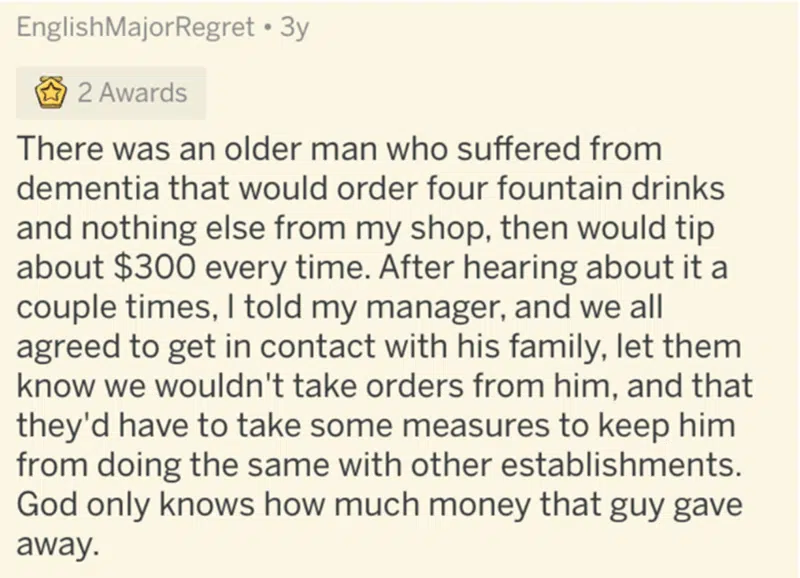 EnglishMajorRegret • 3y
2 Awards
There was an older man who suffered from
dementia that would order four fountain drinks
and nothing else from my shop, then would tip
about $300 every time. After hearing about it a
couple times, I told my manager, and we all
agreed to get in contact with his family, let them
know we wouldn't take orders from him, and that
they'd have to take some measures to keep him
from doing the same with other establishments.
God only knows how much money that guy gave
away.